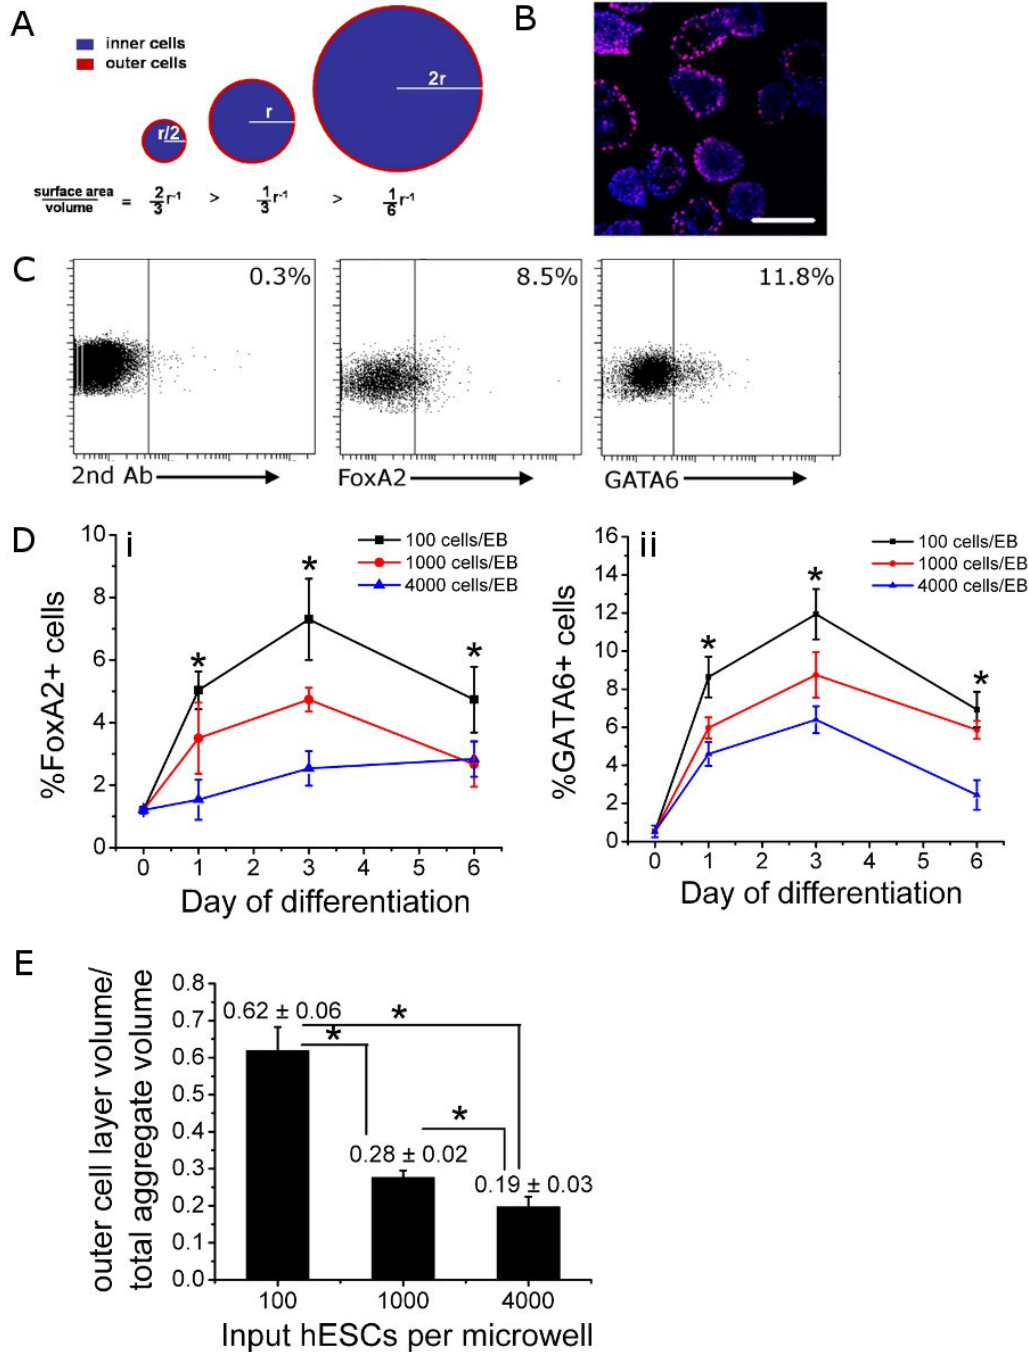 A
inner cells
outer cells
r/2
r
2r
surface area
volume
= 2/3 r⁻¹ > 1/3 r⁻¹ > 1/6 r⁻¹
B
C
0.3%
2nd Ab
8.5%
FoxA2
11.8%
GATA6
D
i
100 cells/EB
1000 cells/EB
4000 cells/EB
%FoxA2+ cells
10
8
6
4
2
0
* * *
0 1 2 3 4 5 6
Day of differentiation
ii
100 cells/EB
1000 cells/EB
4000 cells/EB
%GATA6+ cells
16
14
12
10
8
6
4
2
0
* * *
0 1 2 3 4 5 6
Day of differentiation
E
outer cell layer volume/
total aggregate volume
0.8
0.7
0.6
0.5
0.4
0.3
0.2
0.1
0.0
0.62 ± 0.06
*
*
*
0.28 ± 0.02
0.19 ± 0.03
100 1000 4000
Input hESCs per microwell